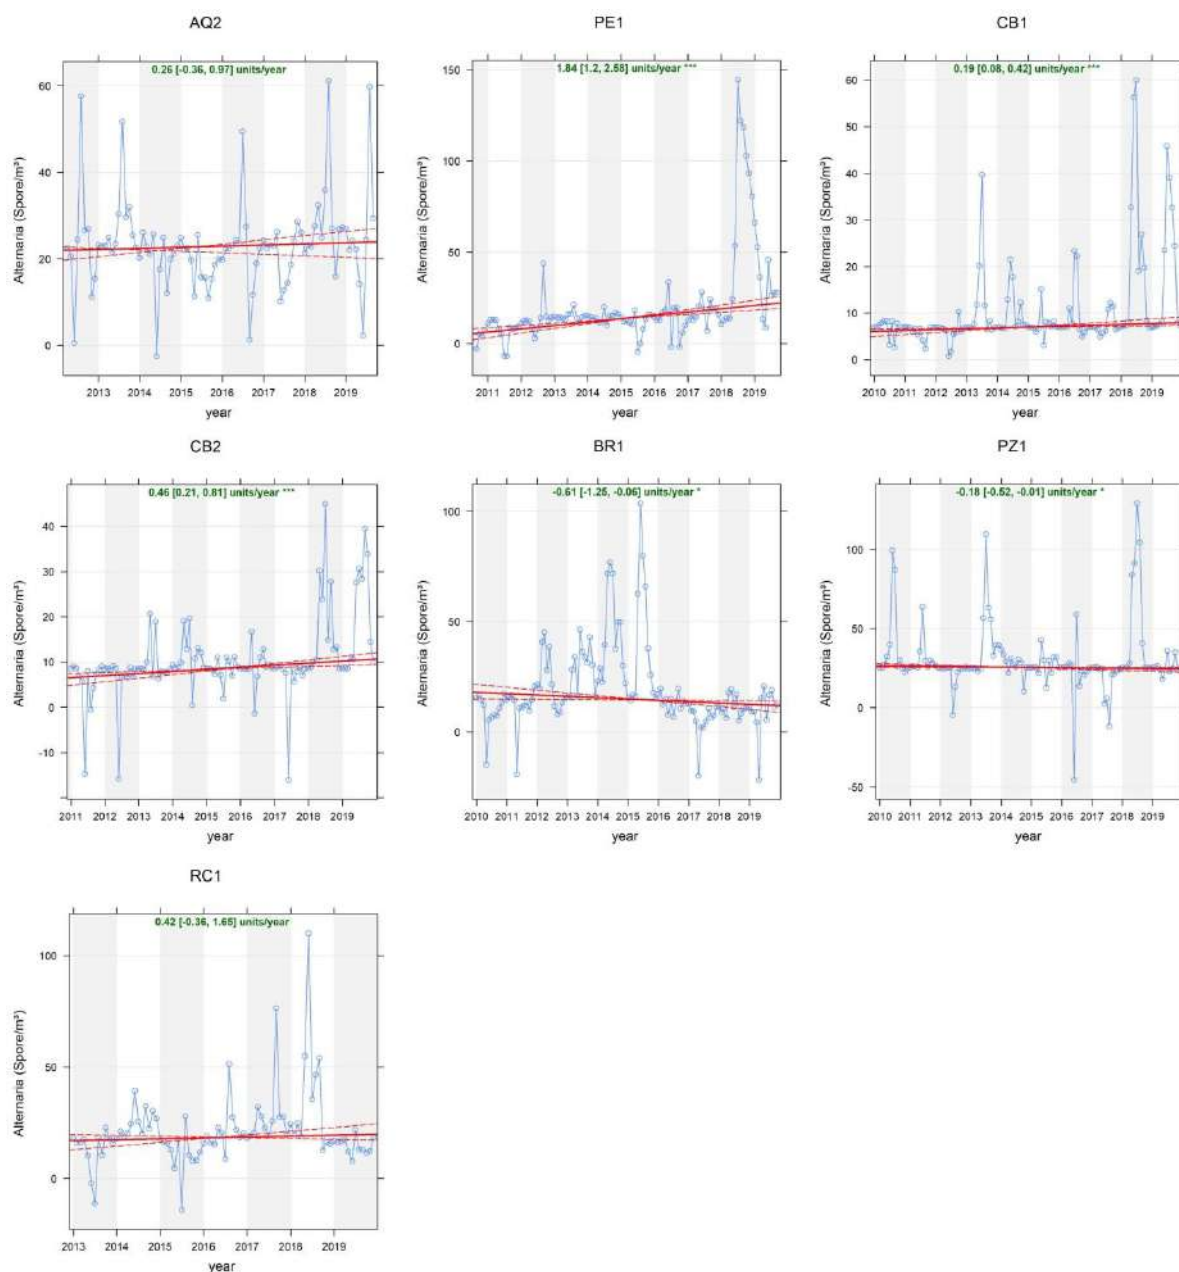 AQ2
0.26 [-0.36, 0.97] units/year
60
40
20
0
Alternaria (Spore/m³)
2013 2014 2015 2016 2017 2018 2019
year
PE1
1.84 [1.2, 2.58] units/year ***
150
100
50
0
Alternaria (Spore/m³)
2011 2012 2013 2014 2015 2016 2017 2018 2019
year
CB1
0.19 [0.08, 0.42] units/year ***
60
50
40
30
20
10
0
Alternaria (Spore/m³)
2010 2011 2012 2013 2014 2015 2016 2017 2018 2019
year
CB2
0.46 [0.21, 0.81] units/year ***
40
30
20
10
0
-10
Alternaria (Spore/m³)
2011 2012 2013 2014 2015 2016 2017 2018 2019
year
BR1
-0.61 [-1.25, -0.06] units/year *
100
50
0
Alternaria (Spore/m³)
2010 2011 2012 2013 2014 2015 2016 2017 2018 2019
year
PZ1
-0.18 [-0.52, -0.01] units/year *
100
50
0
-50
Alternaria (Spore/m³)
2010 2011 2012 2013 2014 2015 2016 2017 2018 2019
year
RC1
0.42 [-0.36, 1.65] units/year
100
50
0
Alternaria (Spore/m³)
2013 2014 2015 2016 2017 2018 2019
year